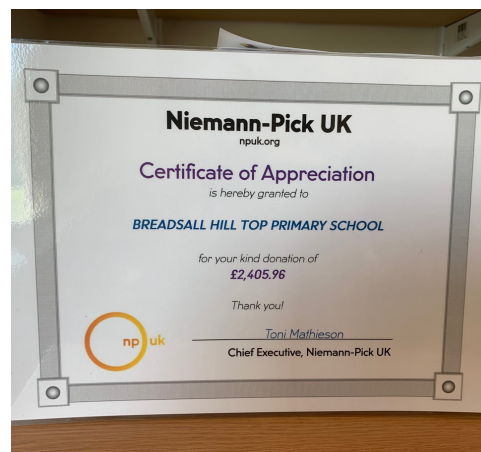 Niemann-Pick UK
npuk.org
Certificate of Appreciation
is hereby granted to
BREADSALL HILL TOP PRIMARY SCHOOL
for your kind donation of
£2,405.96
Thank you!
np uk
Toni Mathieson
Chief Executive, Niemann-Pick UK